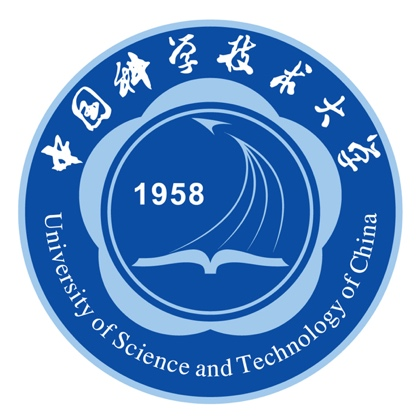 中国科学技术大学
1958
University of Science and Technology of China